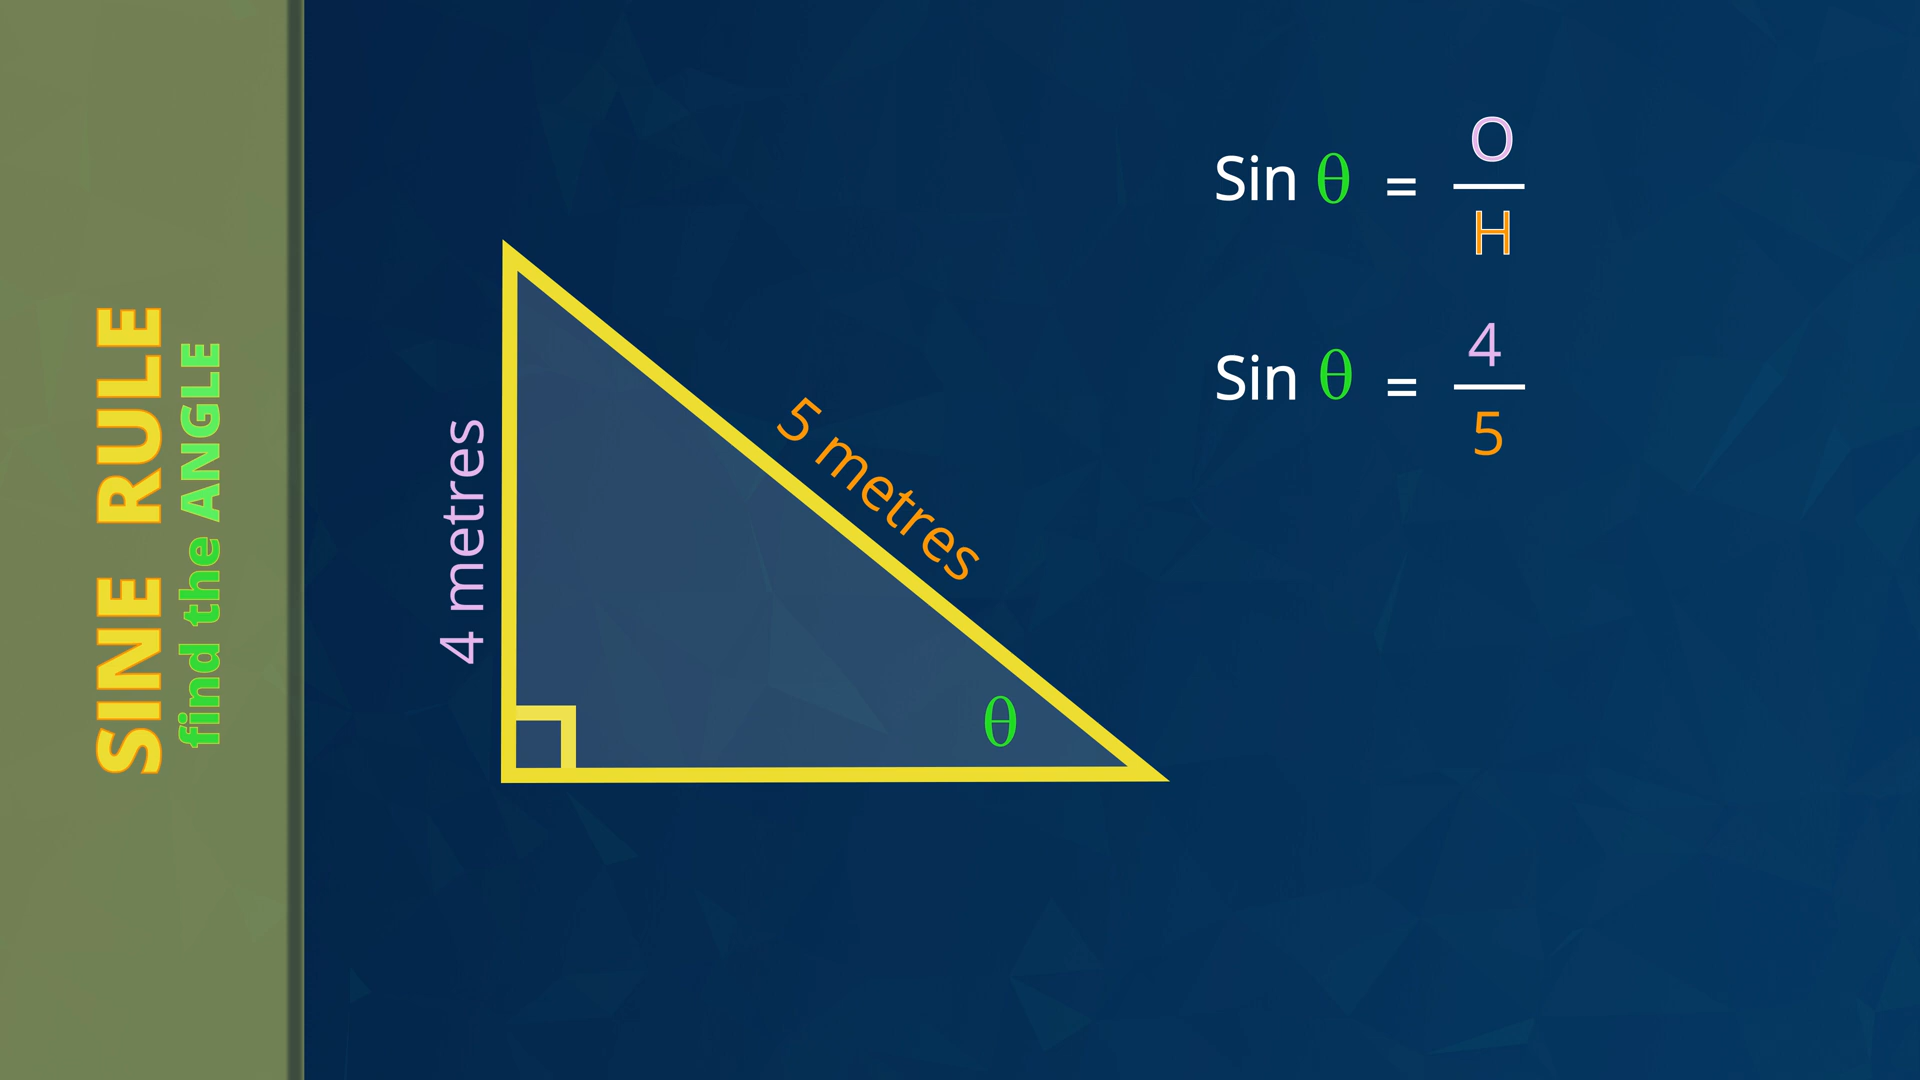 SINE RULE
find the ANGLE
4 metres
5 metres
θ
Sin θ = O
H
Sin θ = 4
5